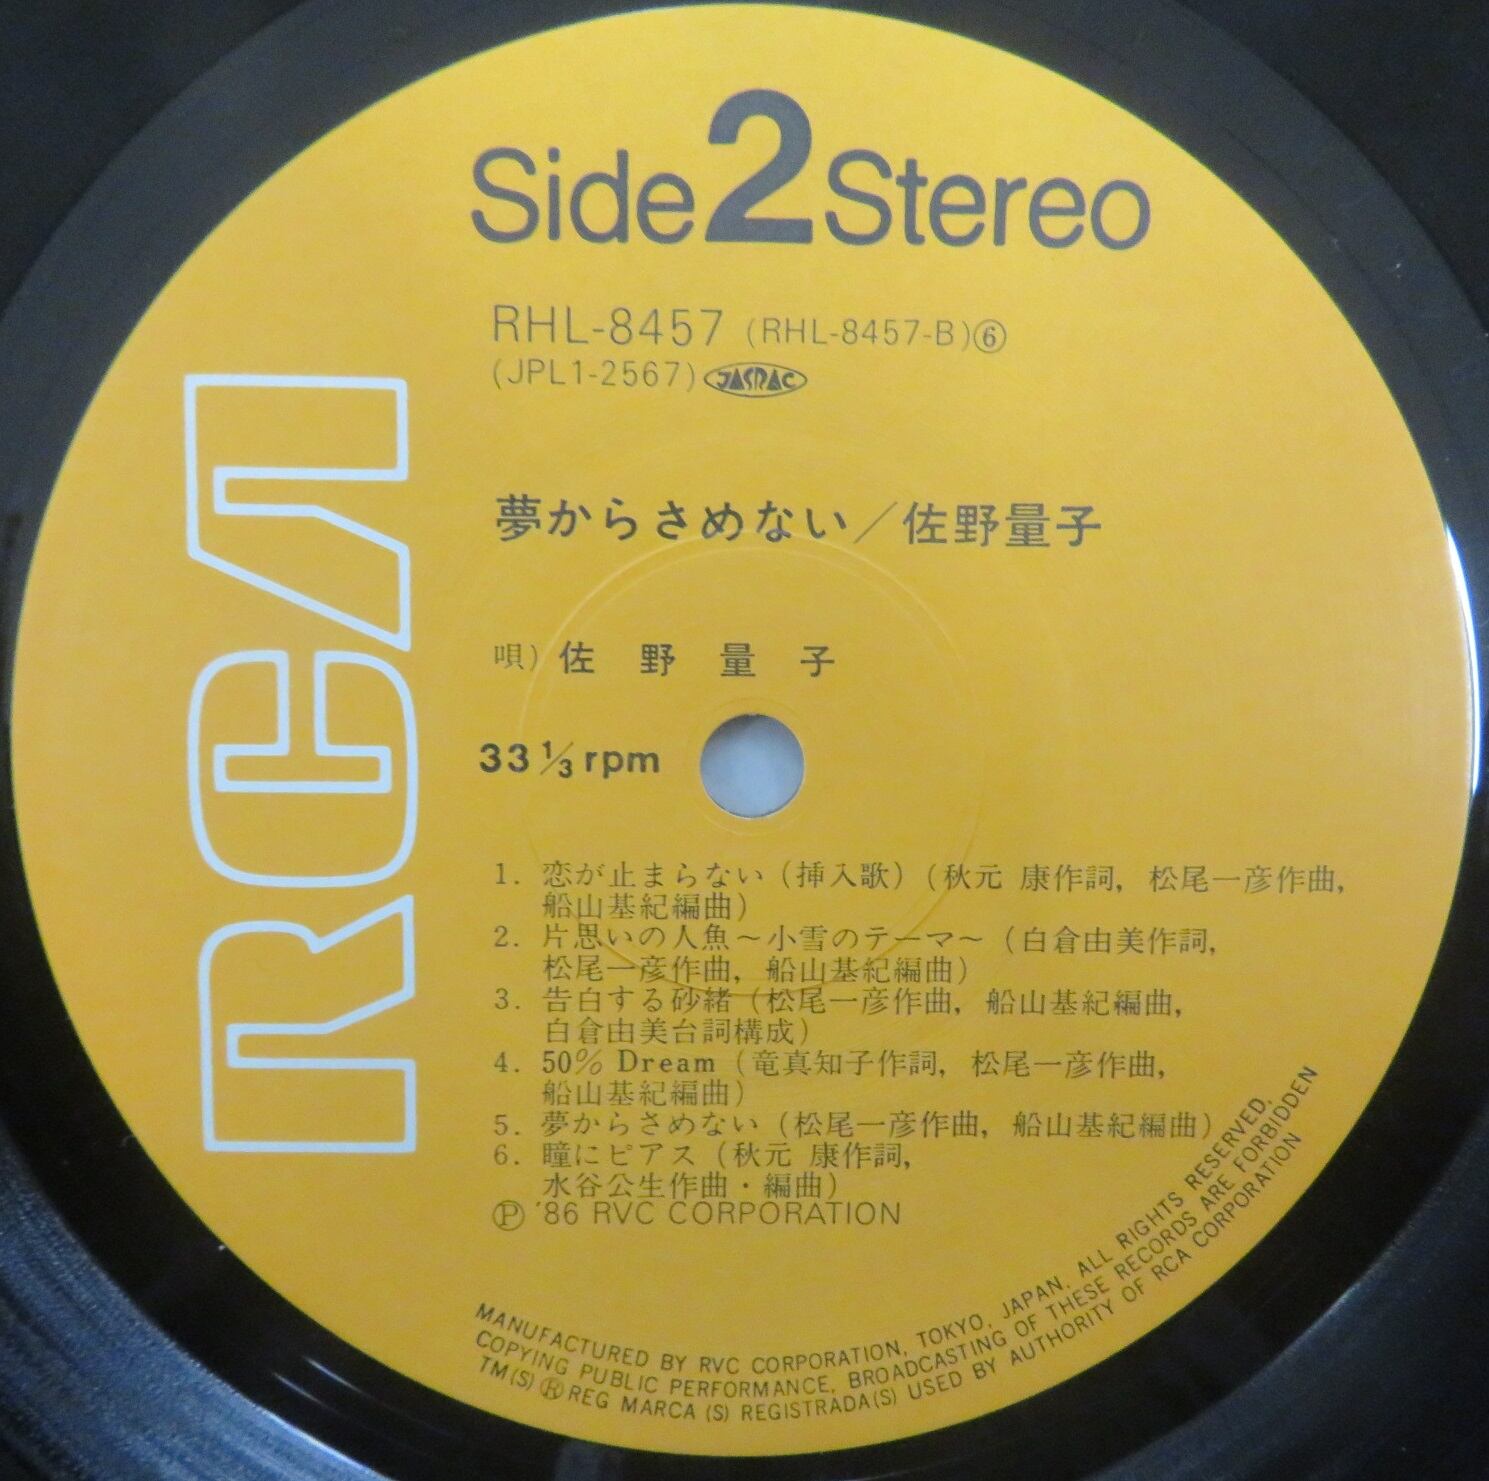 Side 2 Stereo
RHL-8457 (RHL-8457-B)⑥
(JPL1-2567) JASRAC
RCA
夢からさめない／佐野量子
唄) 佐 野 量 子
33 1/3 rpm
1. 恋が止まらない (挿入歌) (秋元 康作詞, 松尾一彦作曲,
船山基紀編曲)
2. 片思いの人魚～小雪のテーマ～ (白倉由美作詞,
松尾一彦作曲, 船山基紀編曲)
3. 告白する砂緒 (松尾一彦作曲, 船山基紀編曲,
白倉由美台詞構成)
4. 50% Dream (竜真知子作詞, 松尾一彦作曲,
船山基紀編曲)
5. 夢からさめない (松尾一彦作曲, 船山基紀編曲)
6. 瞳にピアス (秋元 康作詞,
水谷公生作曲・編曲)
Ⓟ '86 RVC CORPORATION
MANUFACTURED BY RVC CORPORATION, TOKYO, JAPAN. ALL RIGHTS RESERVED,
COPYING PUBLIC PERFORMANCE, BROADCASTING OF THESE RECORDS ARE FORBIDDEN
TM(S) ® REG MARCA (S) REGISTRADA(S) USED BY AUTHORITY OF RCA CORPORATION